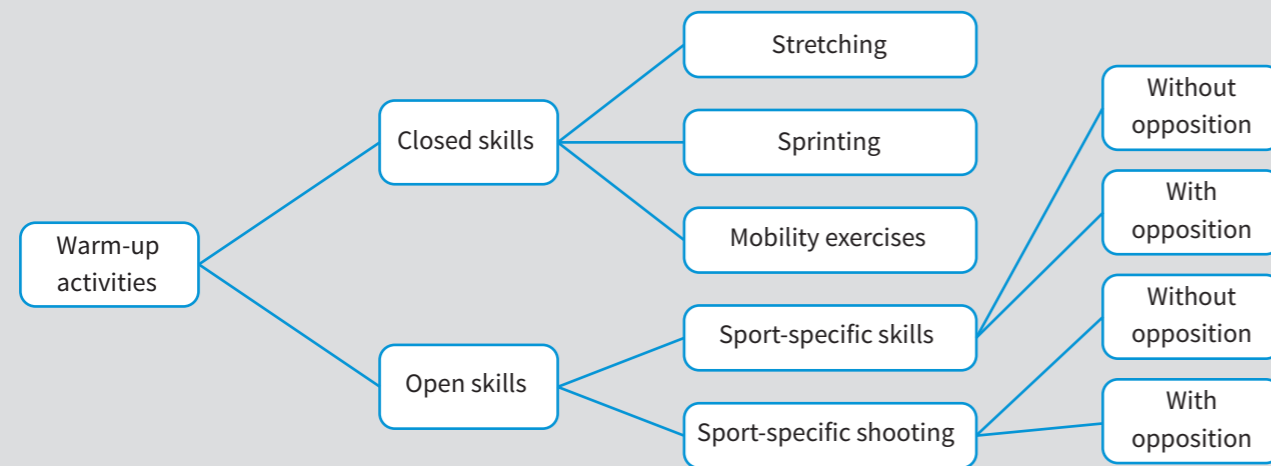 Warm-up
activities
Closed skills
Open skills
Stretching
Sprinting
Mobility exercises
Sport-specific skills
Sport-specific shooting
Without
opposition
With
opposition
Without
opposition
With
opposition